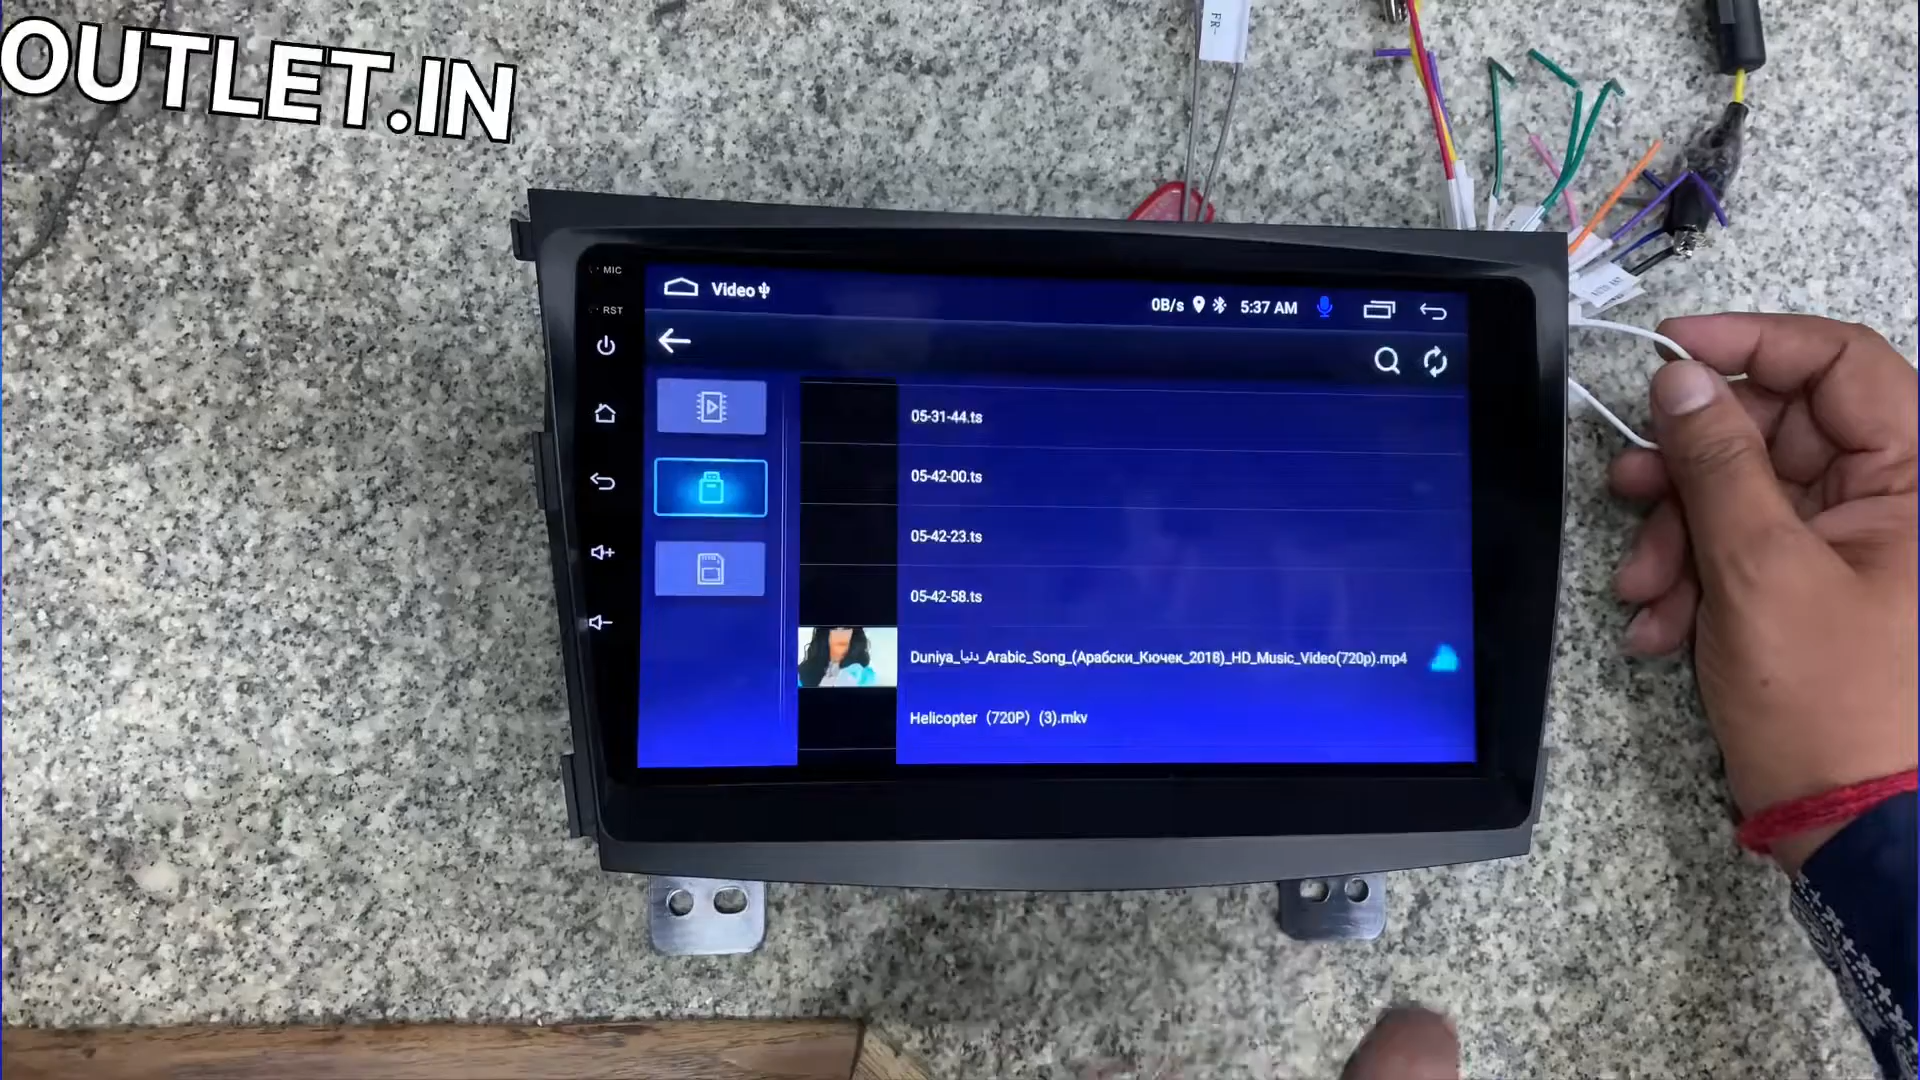 OUTLET.IN
FR-
MIC
RST
Video
0B/s
5:37 AM
05-31-44.ts
05-42-00.ts
05-42-23.ts
05-42-58.ts
Duniya_دنيا_Arabic_Song_(Арабски_Кючек_2018)_HD_Music_Video(720p).mp4
Helicopter (720P) (3).mkv